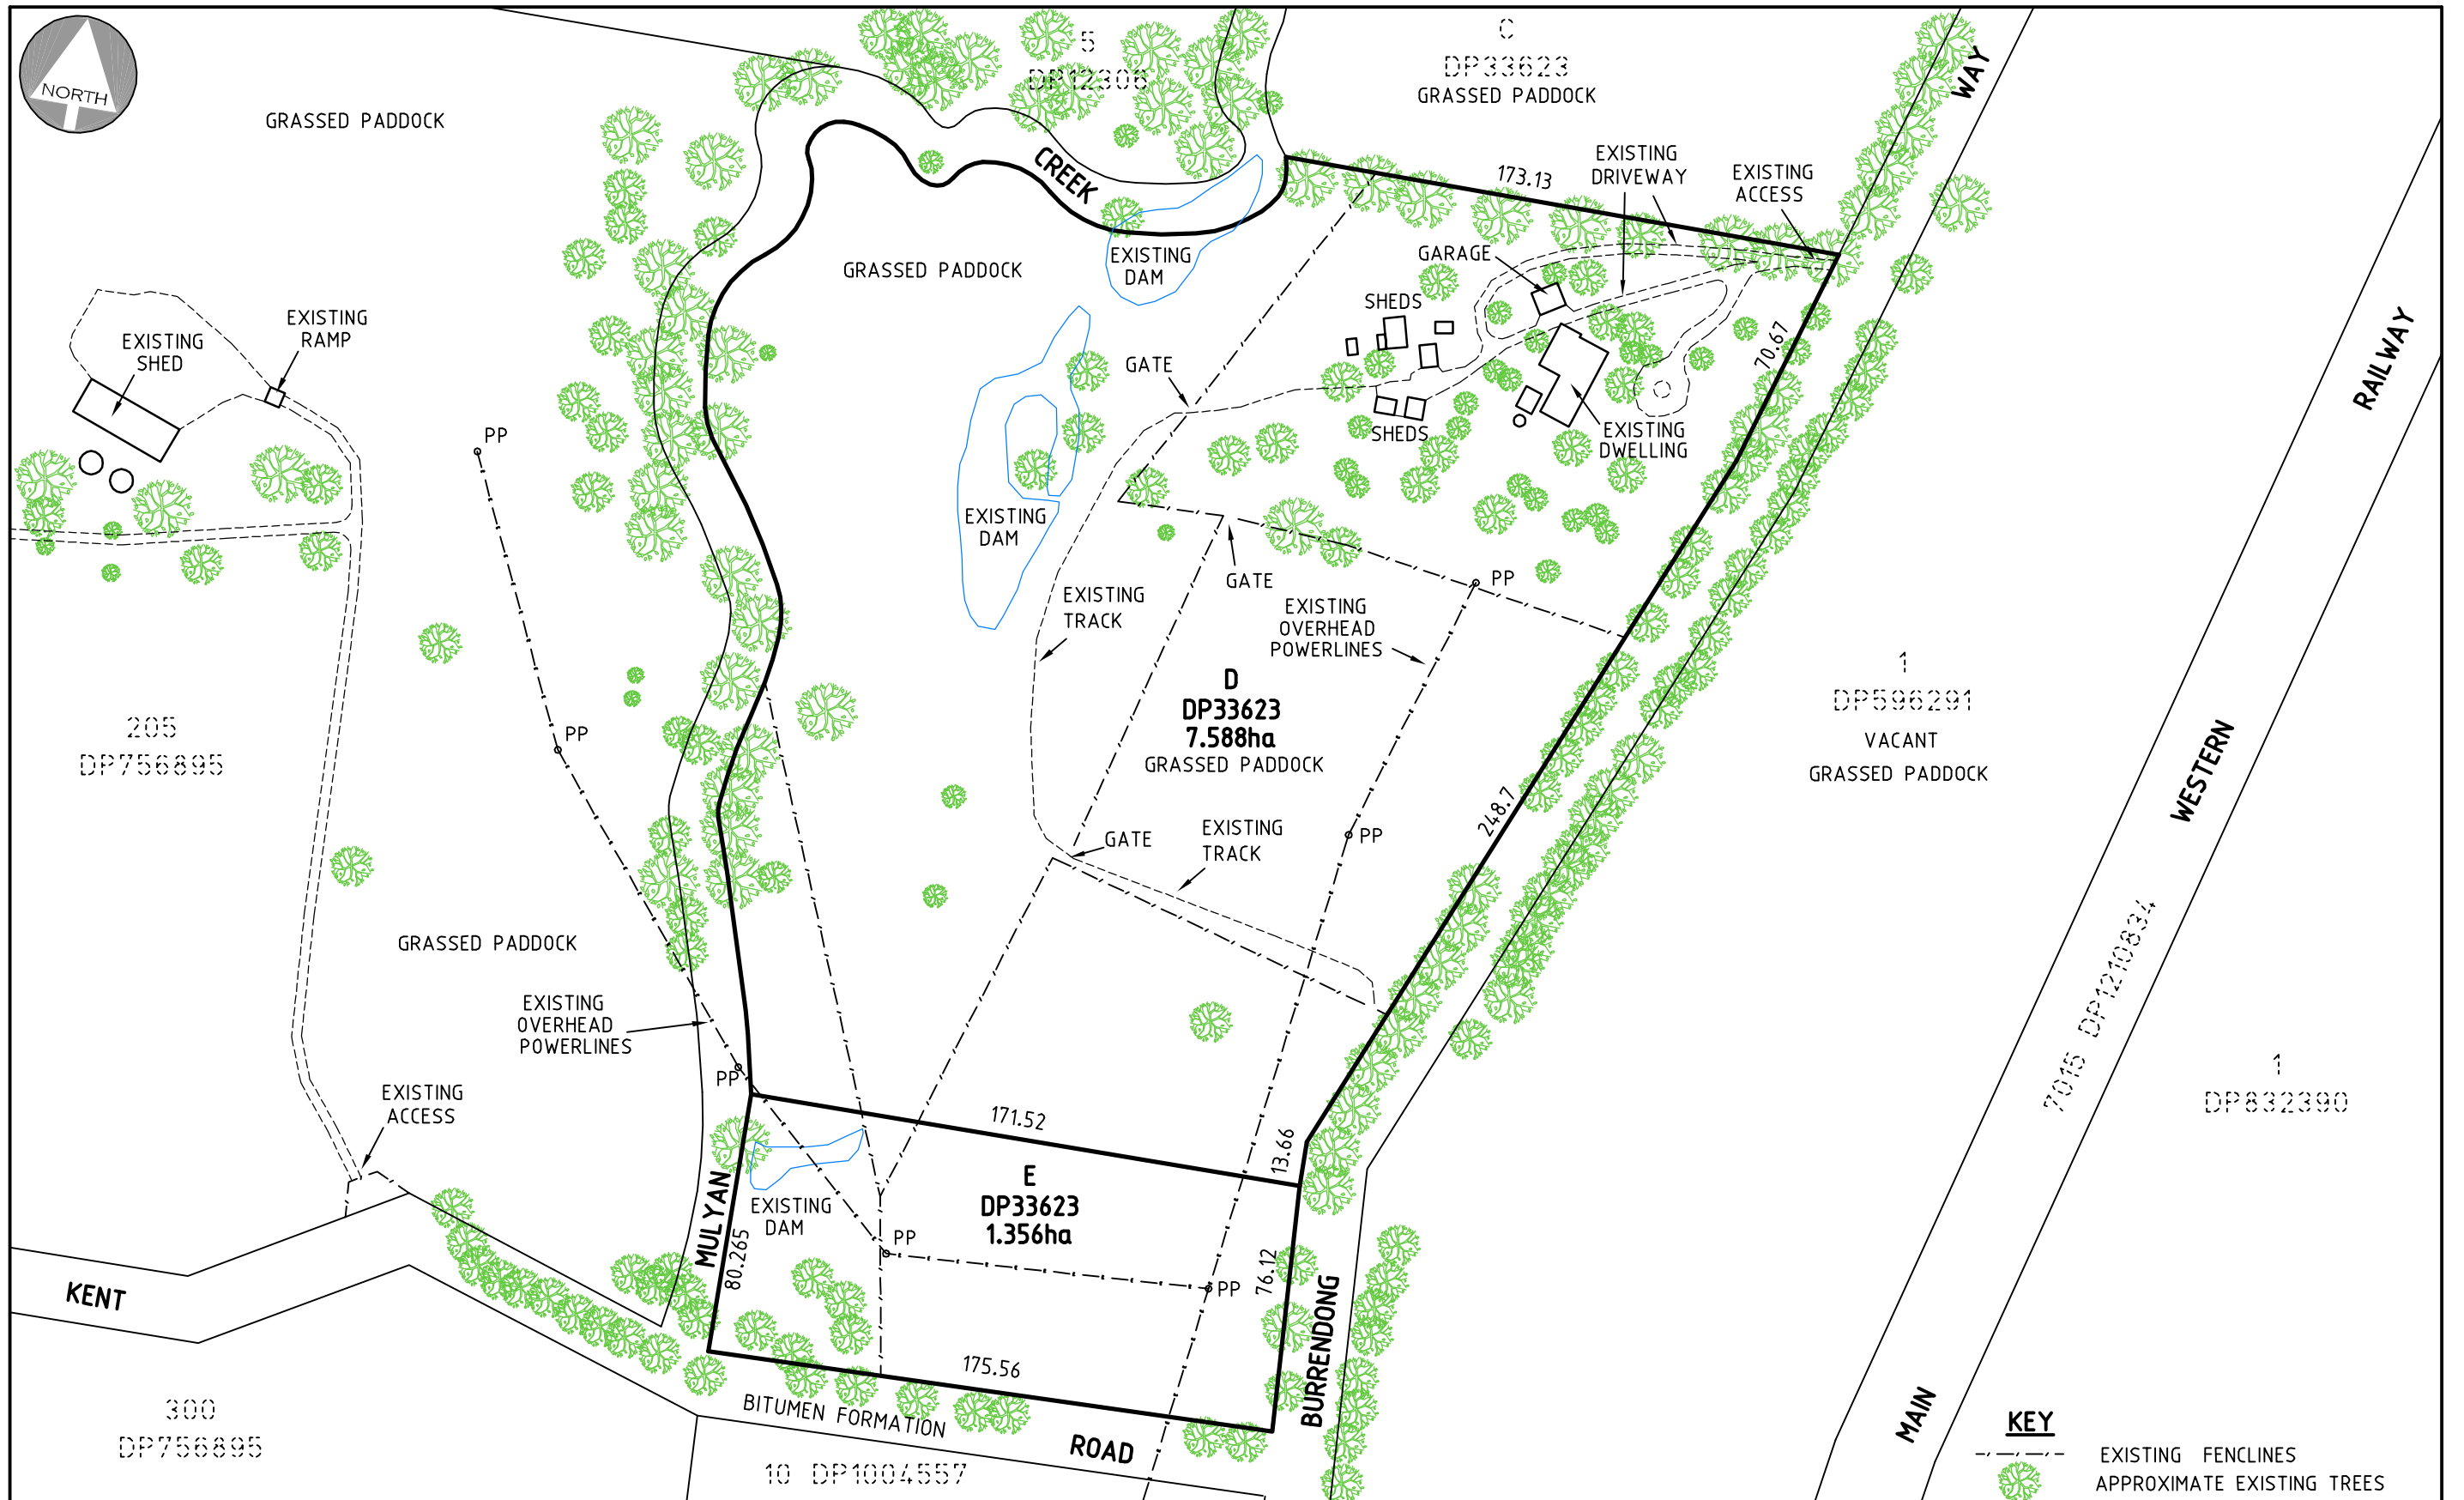 NORTH
GRASSED PADDOCK
5
DP12306
C
DP33623
GRASSED PADDOCK
WAY
CREEK
173.13
EXISTING
DRIVEWAY
EXISTING
ACCESS
GRASSED PADDOCK
EXISTING
DAM
GARAGE
SHEDS
EXISTING
SHED
EXISTING
RAMP
GATE
70.67
RAILWAY
SHEDS
EXISTING
DWELLING
PP
EXISTING
DAM
GATE
PP
EXISTING
TRACK
EXISTING
OVERHEAD
POWERLINES
D
DP33623
7.588ha
GRASSED PADDOCK
1
DP596291
VACANT
GRASSED PADDOCK
205
DP756895
PP
WESTERN
248.7
GATE
EXISTING
TRACK
PP
GRASSED PADDOCK
7015 DP1210834
EXISTING
OVERHEAD
POWERLINES
PP
EXISTING
ACCESS
171.52
13.66
1
DP832390
E
DP33623
1.356ha
MULYAN
80.265
EXISTING
DAM
PP
PP
76.12
BURRENDONG
KENT
175.56
BITUMEN FORMATION
ROAD
MAIN
300
DP756895
10 DP1004557
KEY
EXISTING FENCLINES
APPROXIMATE EXISTING TREES